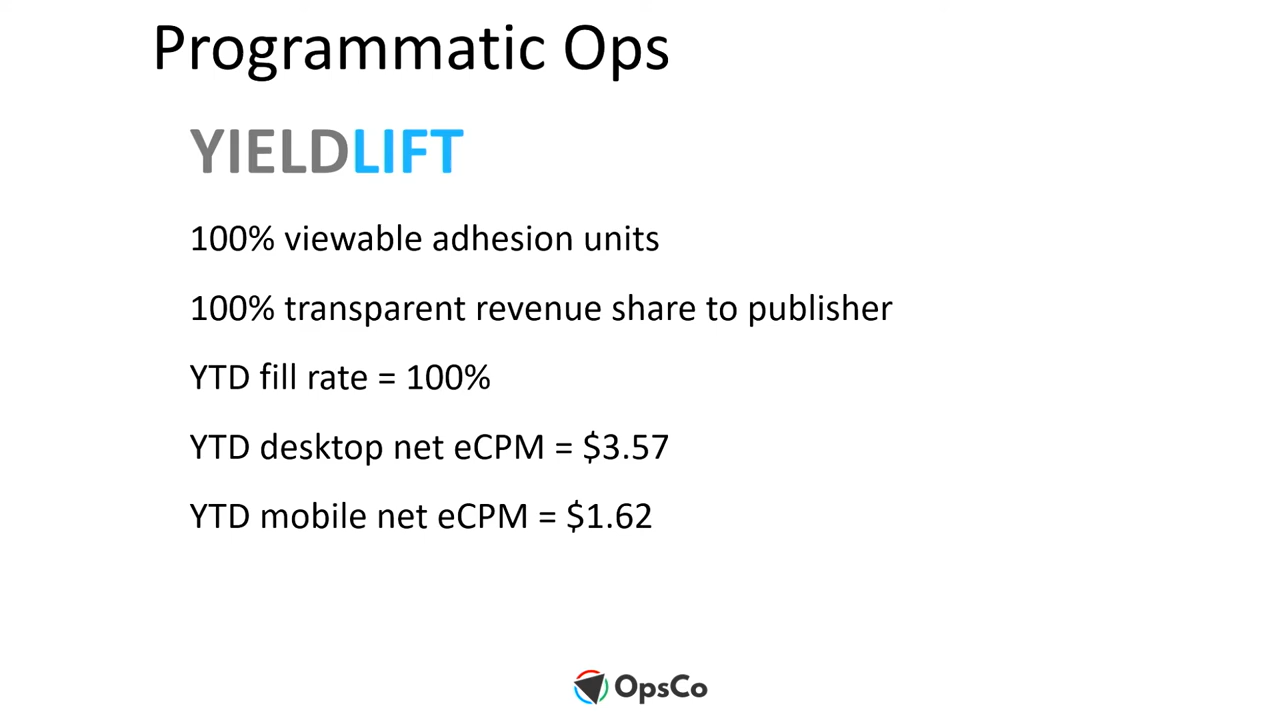 Programmatic Ops
YIELDLIFT
100% viewable adhesion units
100% transparent revenue share to publisher
YTD fill rate = 100%
YTD desktop net eCPM = $3.57
YTD mobile net eCPM = $1.62
OpsCo